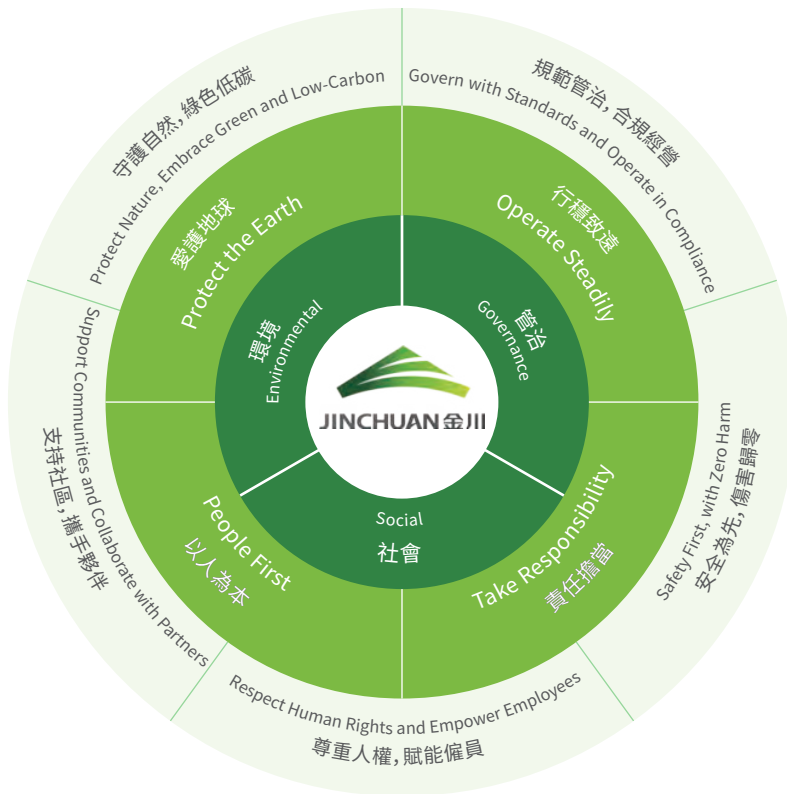 守護自然，綠色低碳
Protect Nature, Embrace Green and Low-Carbon
規範管治，合規經營
Govern with Standards and Operate in Compliance
愛護地球
Protect the Earth
行穩致遠
Operate Steadily
環境
Environmental
管治
Governance
JINCHUAN金川
Social
社會
People First
以人為本
Take Responsibility
責任擔當
Support Communities and Collaborate with Partners
支持社區，攜手夥伴
Safety First, with Zero Harm
安全為先，傷害歸零
Respect Human Rights and Empower Employees
尊重人權，賦能僱員